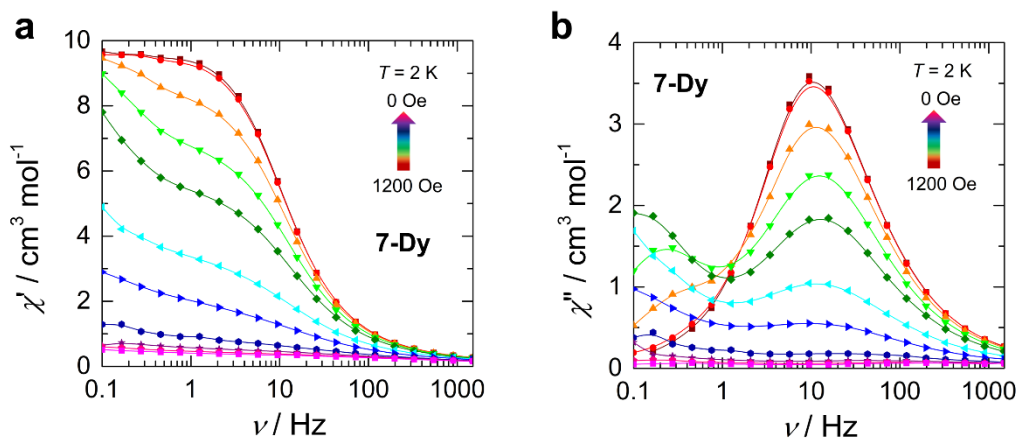 a
10
8
6
4
2
0
0.1
1
10
100
1000
χ′ / cm³ mol⁻¹
ν / Hz
T = 2 K
0 Oe
1200 Oe
7-Dy
b
4
3
2
1
0
0.1
1
10
100
1000
χ″ / cm³ mol⁻¹
ν / Hz
7-Dy
T = 2 K
0 Oe
1200 Oe